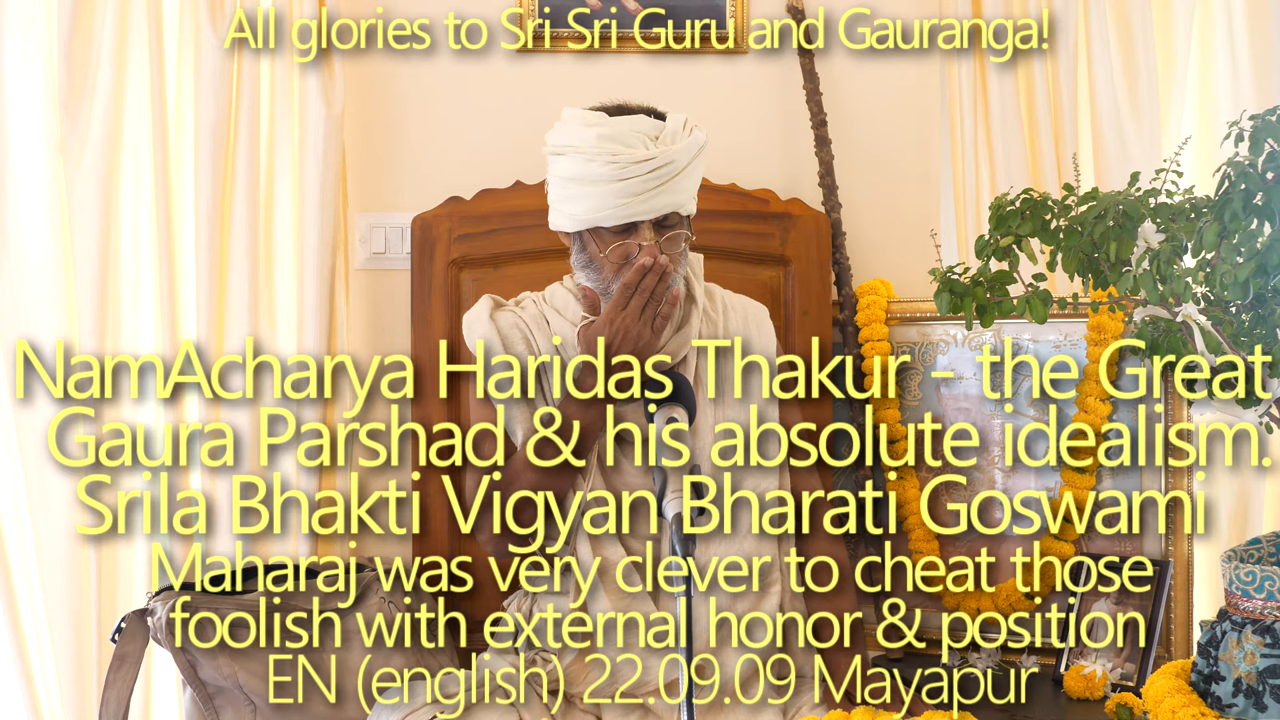 All glories to Sri Sri Guru and Gauranga!
NamAcharya Haridas Thakur - the Great
Gaura Parshad & his absolute idealism.
Srila Bhakti Vigyan Bharati Goswami
Maharaj was very clever to cheat those
foolish with external honor & position
EN (english) 22.09.09 Mayapur